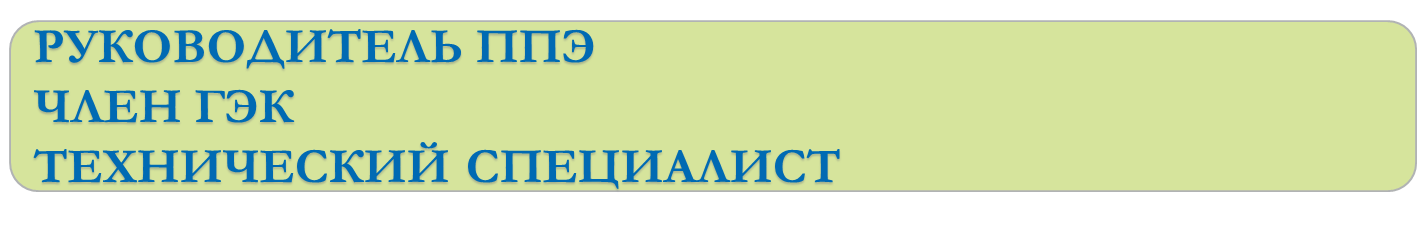 РУКОВОДИТЕЛЬ ППЭ
ЧЛЕН ГЭК
ТЕХНИЧЕСКИЙ СПЕЦИАЛИСТ